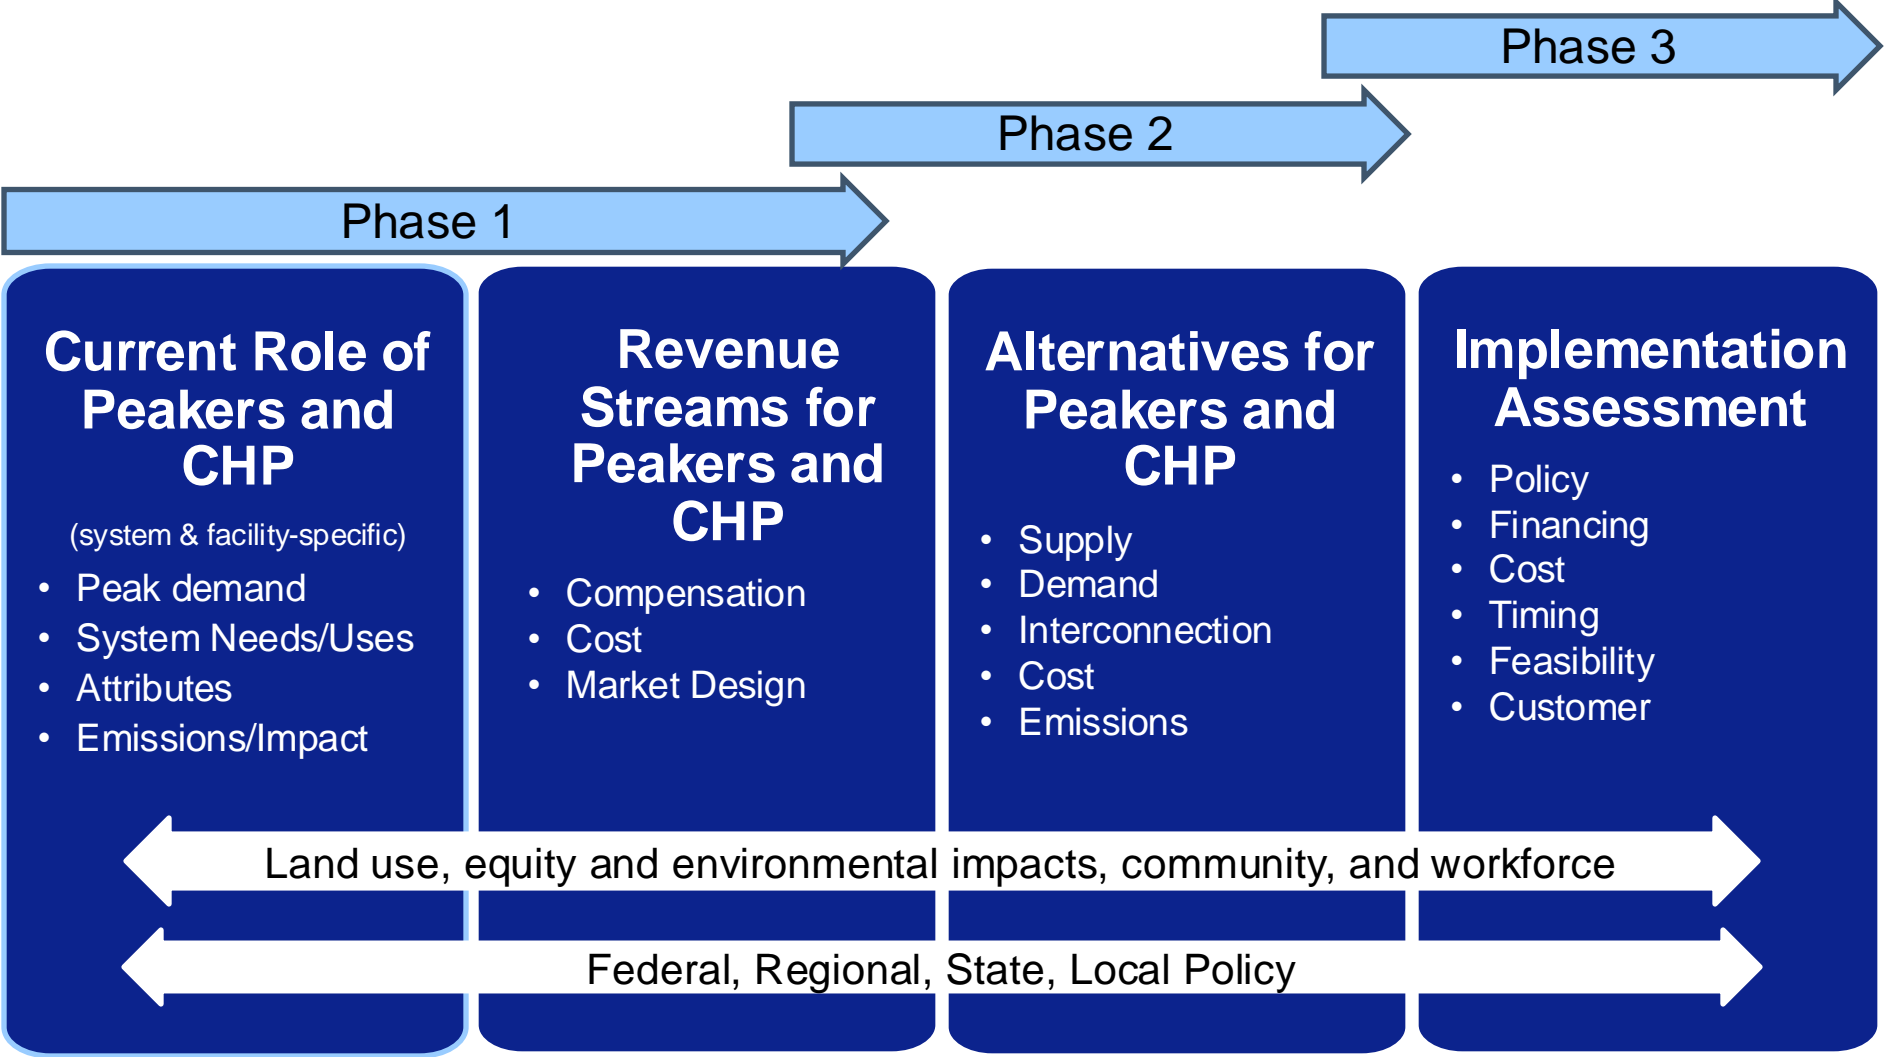 Phase 3
Phase 2
Phase 1
Current Role of
Peakers and
CHP
(system & facility-specific)
• Peak demand
• System Needs/Uses
• Attributes
• Emissions/Impact
Revenue
Streams for
Peakers and
CHP
• Compensation
• Cost
• Market Design
Alternatives for
Peakers and
CHP
• Supply
• Demand
• Interconnection
• Cost
• Emissions
Implementation
Assessment
• Policy
• Financing
• Cost
• Timing
• Feasibility
• Customer
Land use, equity and environmental impacts, community, and workforce
Federal, Regional, State, Local Policy